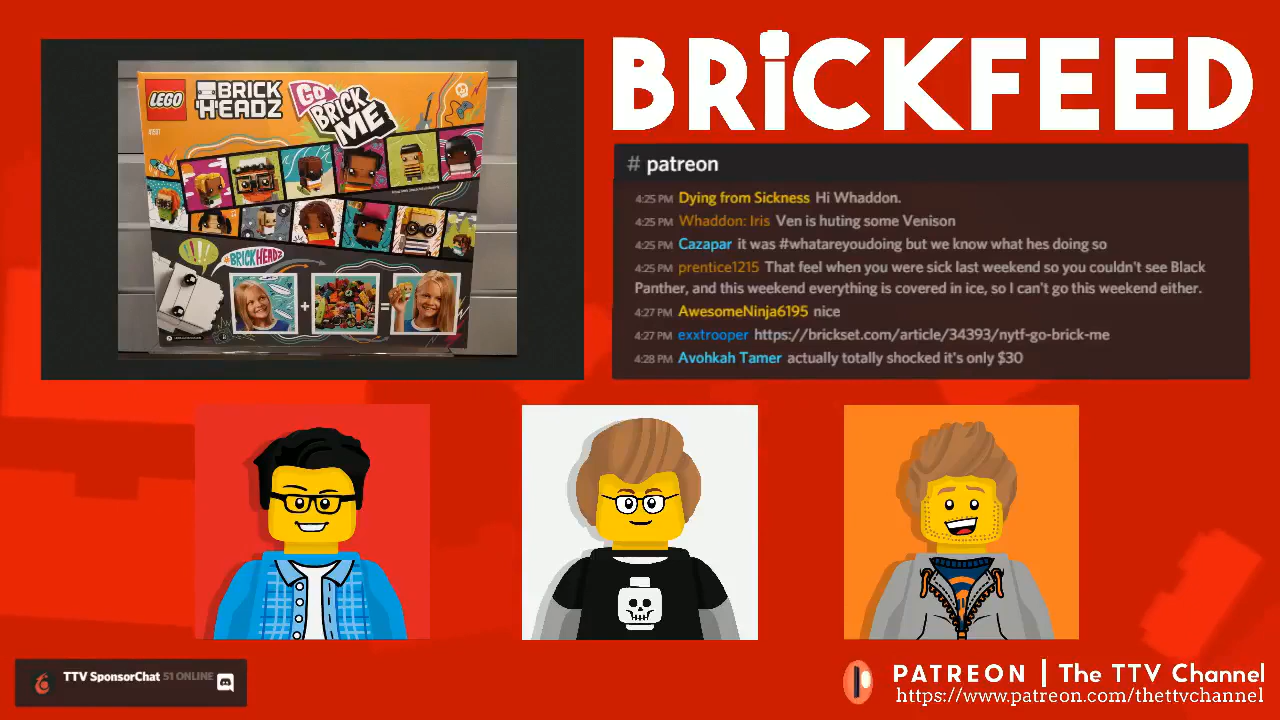 LEGO BRICK HEADZ GO BRICK ME
41597
BRICKHEADZ
BRICKFEED
# patreon
4:25 PM Dying from Sickness Hi Whaddon.
4:25 PM Whaddon: Iris Ven is huting some Venison
4:25 PM Cazapar it was #whatareyoudoing but we know what hes doing so
4:25 PM prentice1215 That feel when you were sick last weekend so you couldn't see Black
Panther, and this weekend everything is covered in ice, so I can't go this weekend either.
4:27 PM AwesomeNinja6195 nice
4:27 PM exxtrooper https://brickset.com/article/34393/nytf-go-brick-me
4:28 PM Avohkah Tamer actually totally shocked it's only $30
TTV SponsorChat 51 ONLINE
PATREON | The TTV Channel
https://www.patreon.com/thettvchannel